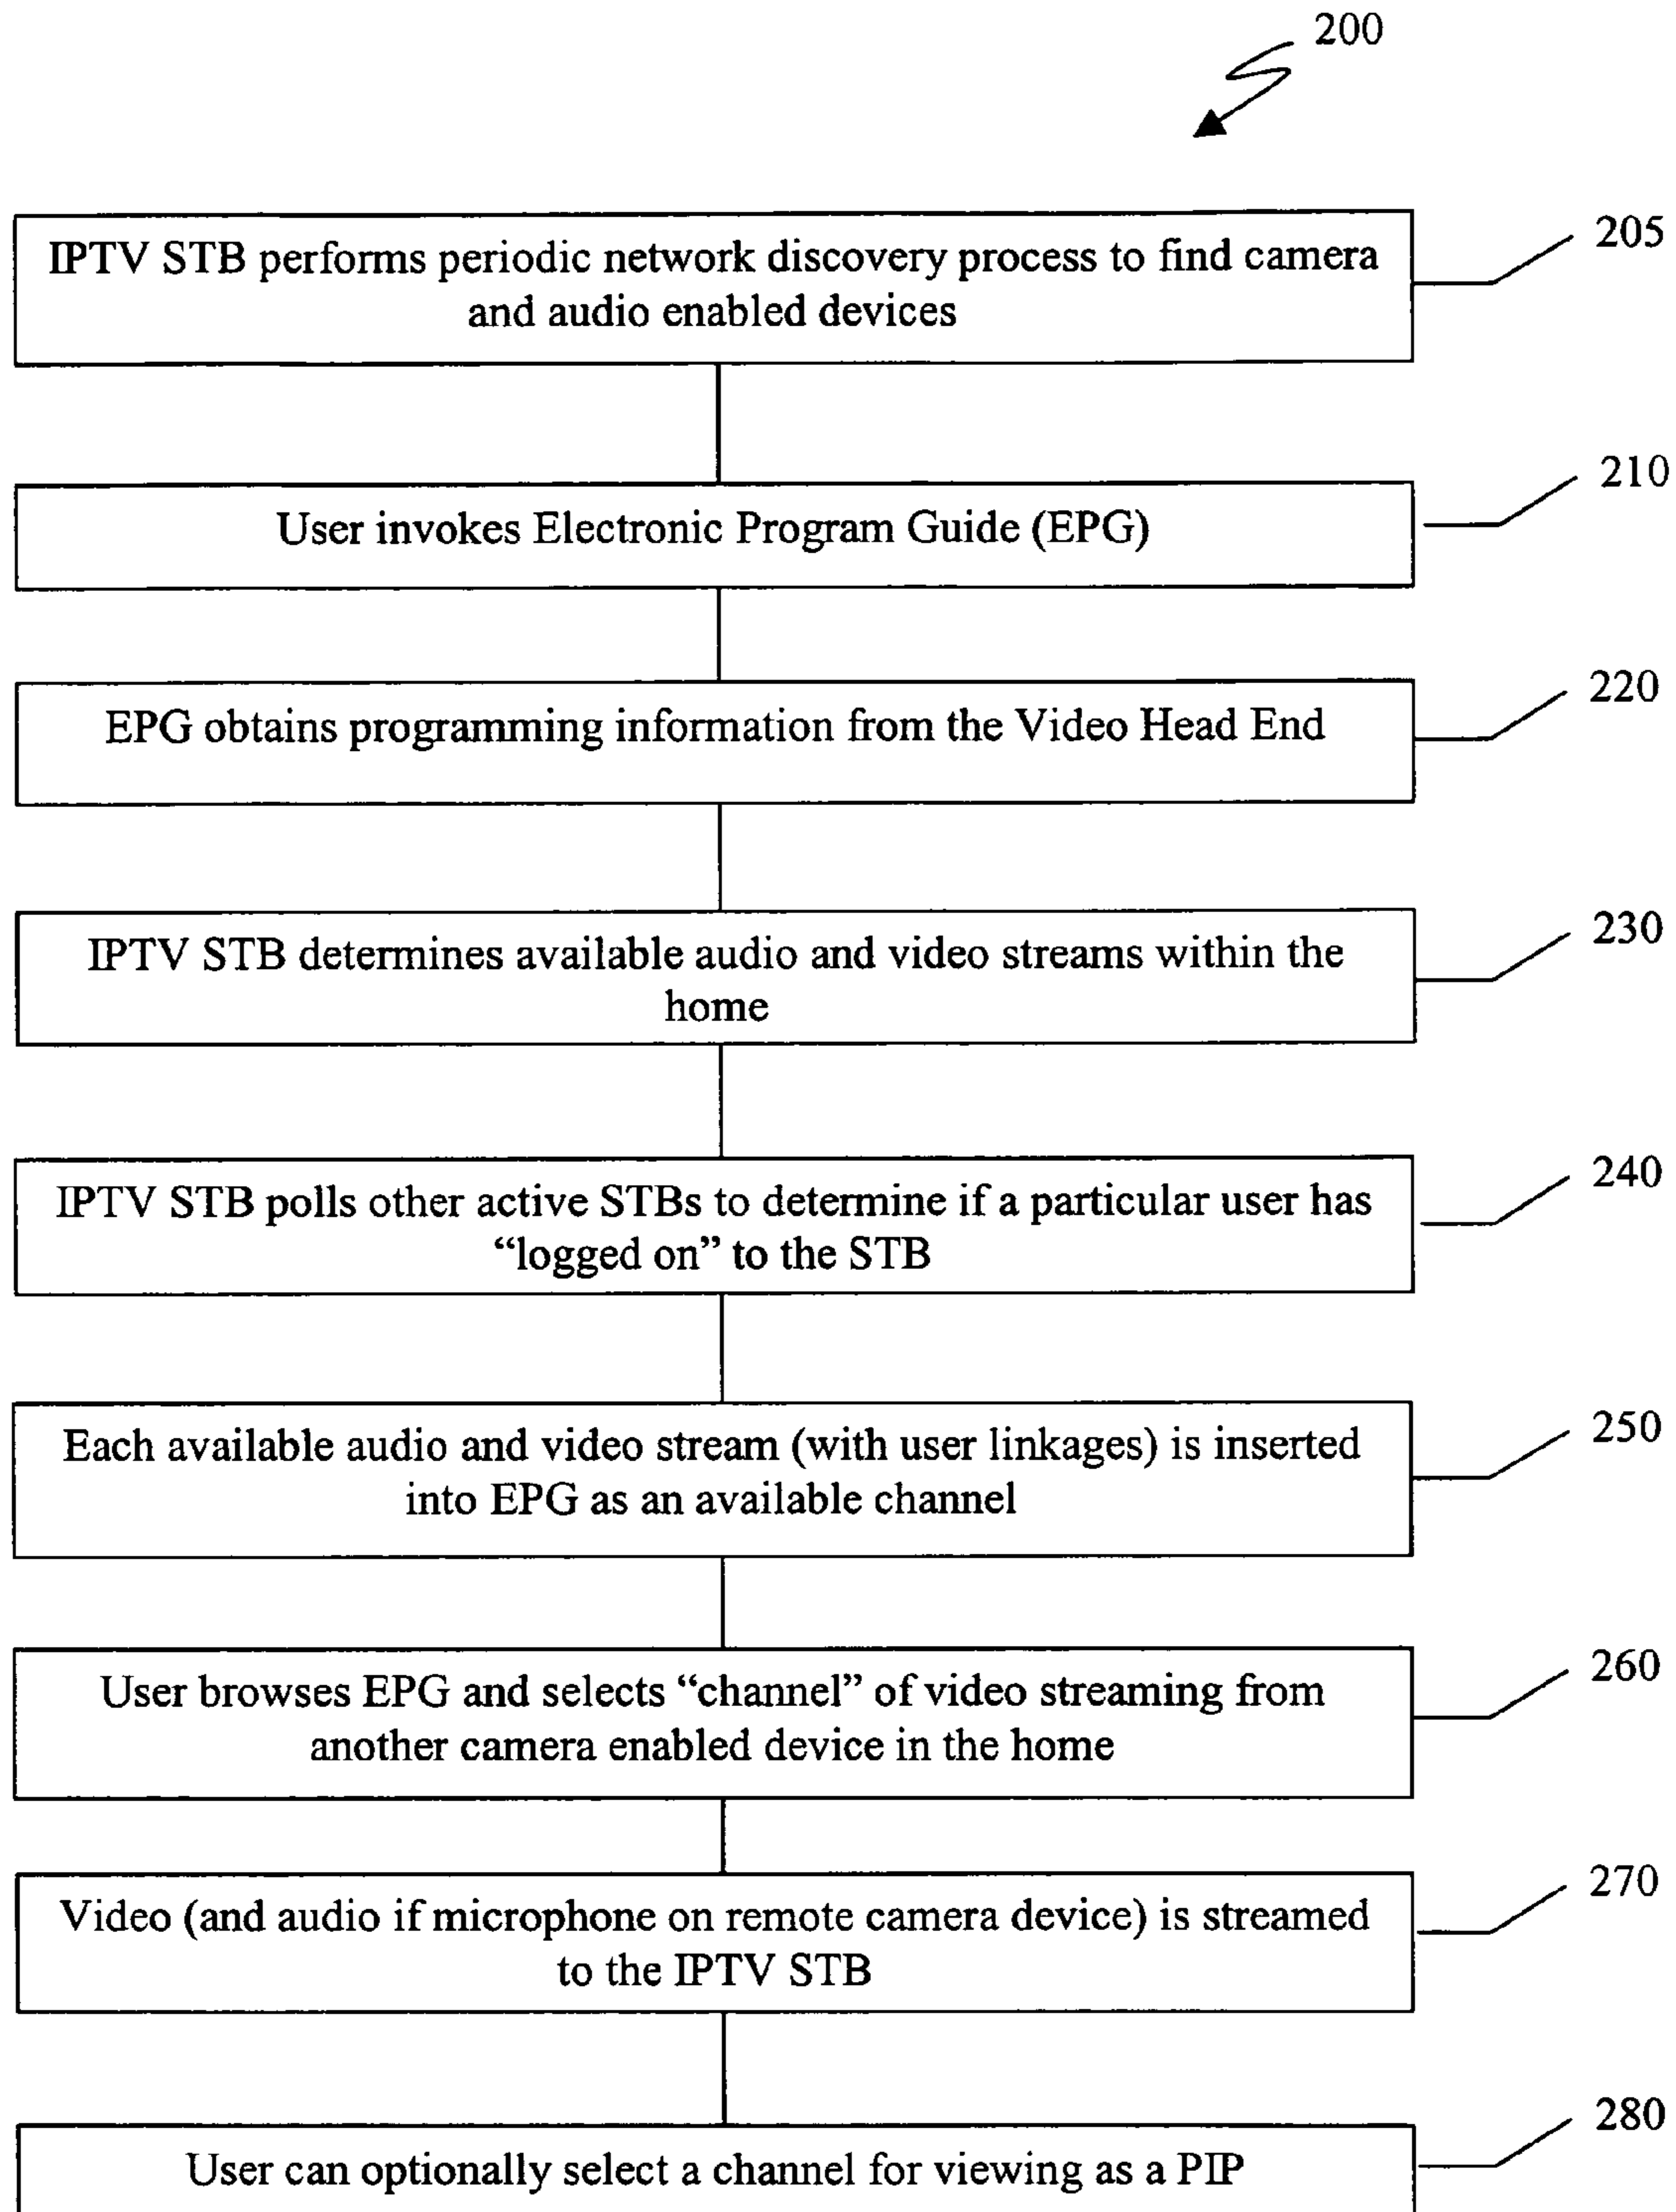 200
IPTV STB performs periodic network discovery process to find camera
and audio enabled devices
205
User invokes Electronic Program Guide (EPG)
210
EPG obtains programming information from the Video Head End
220
IPTV STB determines available audio and video streams within the
home
230
IPTV STB polls other active STBs to determine if a particular user has
“logged on” to the STB
240
Each available audio and video stream (with user linkages) is inserted
into EPG as an available channel
250
User browses EPG and selects “channel” of video streaming from
another camera enabled device in the home
260
Video (and audio if microphone on remote camera device) is streamed
to the IPTV STB
270
User can optionally select a channel for viewing as a PIP
280